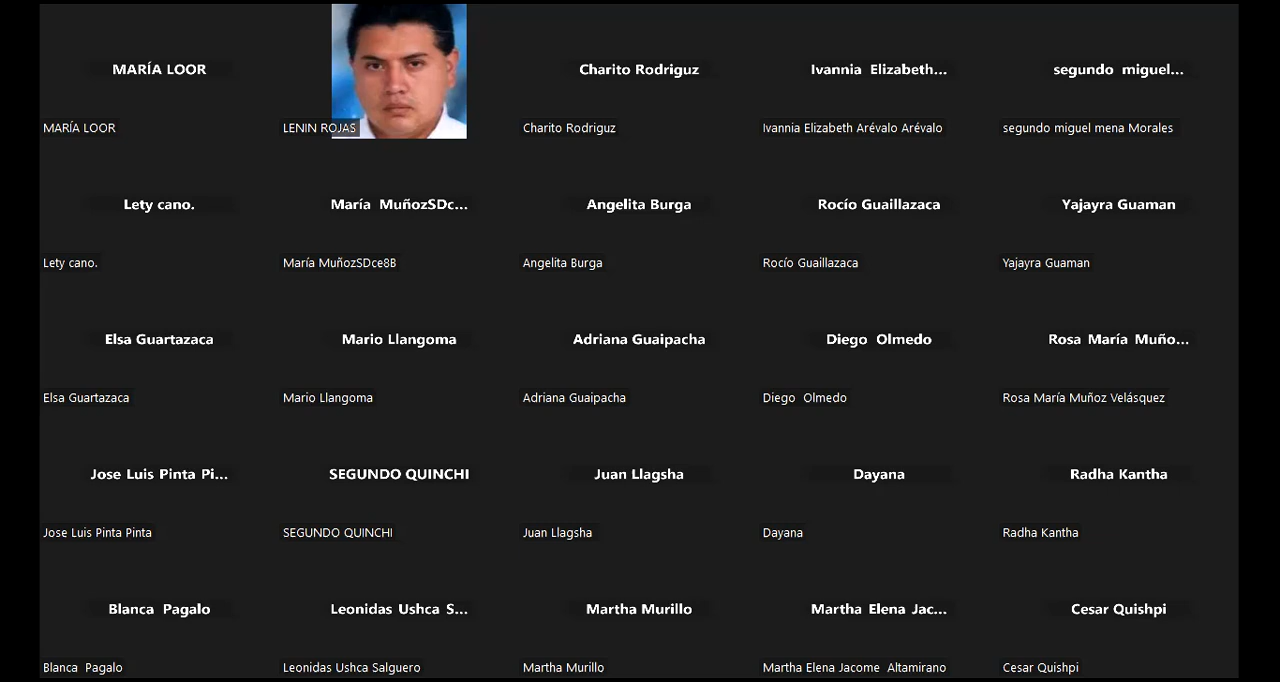 MARÍA LOOR
Charito Rodriguz
Ivannia Elizabeth...
segundo miguel...
MARÍA LOOR
LENIN ROJAS
Charito Rodriguz
Ivannia Elizabeth Arévalo Arévalo
segundo miguel mena Morales
Lety cano.
María MuñozSDc...
Angelita Burga
Rocío Guaillazaca
Yajayra Guaman
Lety cano.
María MuñozSDce8B
Angelita Burga
Rocío Guaillazaca
Yajayra Guaman
Elsa Guartazaca
Mario Llangoma
Adriana Guaipacha
Diego Olmedo
Rosa María Muño...
Elsa Guartazaca
Mario Llangoma
Adriana Guaipacha
Diego Olmedo
Rosa María Muñoz Velásquez
Jose Luis Pinta Pi...
SEGUNDO QUINCHI
Juan Llagsha
Dayana
Radha Kantha
Jose Luis Pinta Pinta
SEGUNDO QUINCHI
Juan Llagsha
Dayana
Radha Kantha
Blanca Pagalo
Leonidas Ushca S...
Martha Murillo
Martha Elena Jac...
Cesar Quishpi
Blanca Pagalo
Leonidas Ushca Salguero
Martha Murillo
Martha Elena Jacome Altamirano
Cesar Quishpi